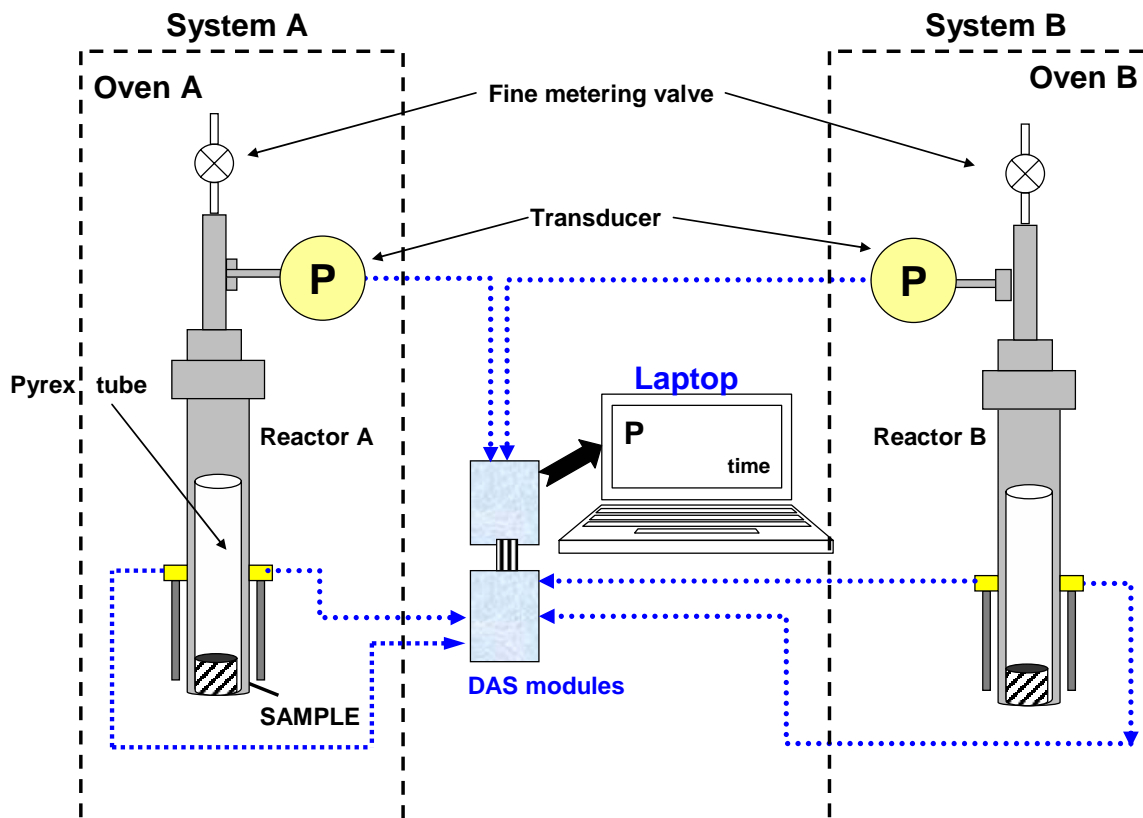 System A
System B
Oven A
Oven B
Fine metering valve
Transducer
P
P
Pyrex tube
Laptop
Reactor A
P
Reactor B
time
DAS modules
SAMPLE